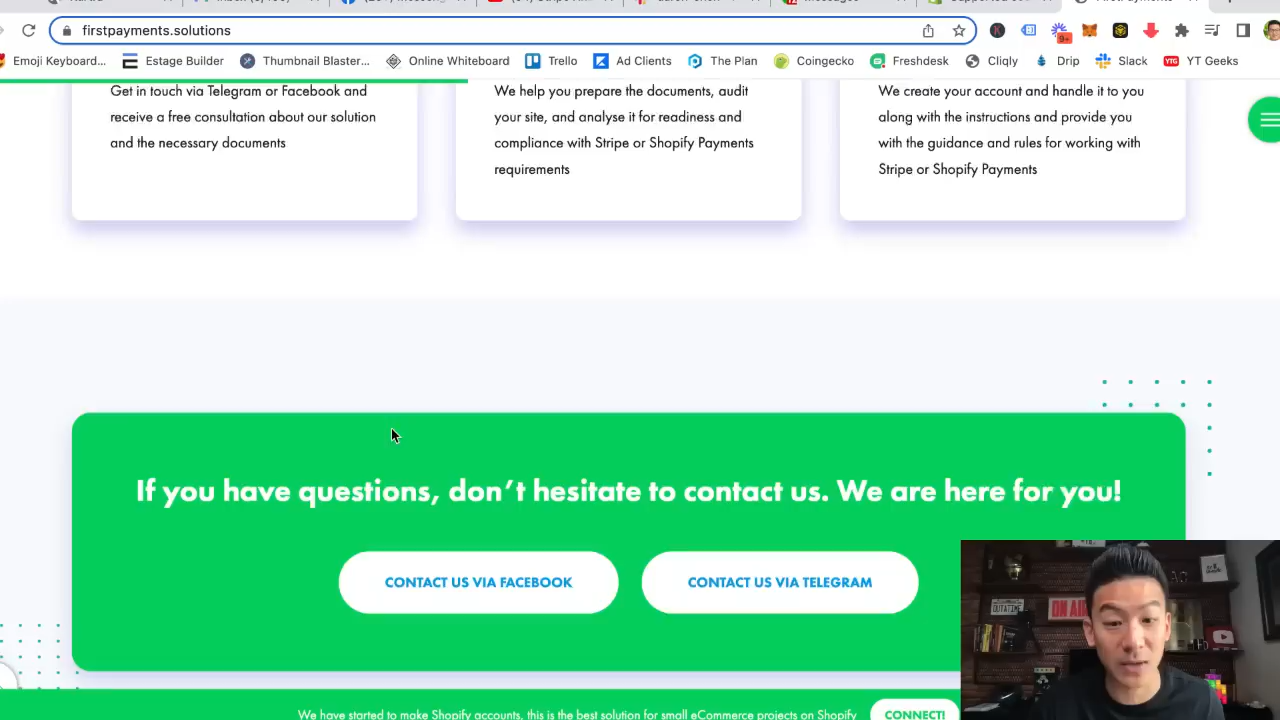 firstpayments.solutions
Emoji Keyboard... Estage Builder Thumbnail Blaster... Online Whiteboard Trello Ad Clients The Plan Coingecko Freshdesk Cliqly Drip Slack YTG YT Geeks
9+
Get in touch via Telegram or Facebook and
receive a free consultation about our solution
and the necessary documents
We help you prepare the documents, audit
your site, and analyse it for readiness and
compliance with Stripe or Shopify Payments
requirements
We create your account and handle it to you
along with the instructions and provide you
with the guidance and rules for working with
Stripe or Shopify Payments
If you have questions, don't hesitate to contact us. We are here for you!
CONTACT US VIA FACEBOOK
CONTACT US VIA TELEGRAM
OUTATIME
ON AI
We have started to make Shopify accounts, this is the best solution for small eCommerce projects on Shopify
CONNECT!